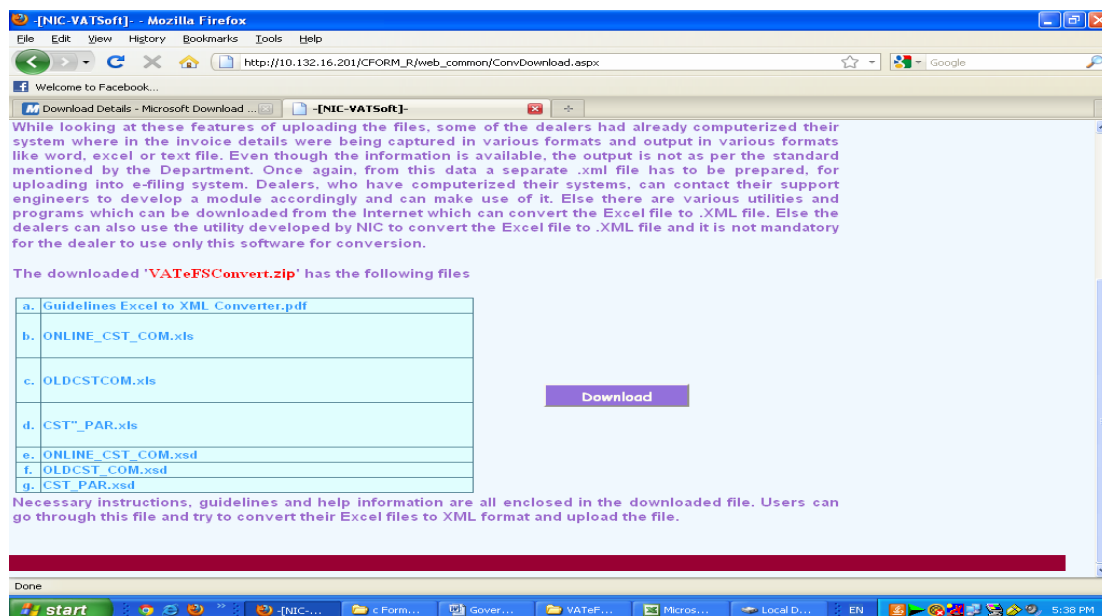 -[NIC-VATSoft]- - Mozilla Firefox
File Edit View History Bookmarks Tools Help
http://10.132.16.201/CFORM_R/web_common/ConvDownload.aspx
Google
Welcome to Facebook...
Download Details - Microsoft Download ...
-[NIC-VATSoft]-
While looking at these features of uploading the files, some of the dealers had already computerized their
system where in the invoice details were being captured in various formats and output in various formats
like word, excel or text file. Even though the information is available, the output is not as per the standard
mentioned by the Department. Once again, from this data a separate .xml file has to be prepared, for
uploading into e-filing system. Dealers, who have computerized their systems, can contact their support
engineers to develop a module accordingly and can make use of it. Else there are various utilities and
programs which can be downloaded from the Internet which can convert the Excel file to .XML file. Else the
dealers can also use the utility developed by NIC to convert the Excel file to .XML file and it is not mandatory
for the dealer to use only this software for conversion.
The downloaded 'VATeFSConvert.zip' has the following files
a. Guidelines Excel to XML Converter.pdf
b. ONLINE_CST_COM.xls
c. OLDCSTCOM.xls
Download
d. CST"_PAR.xls
e. ONLINE_CST_COM.xsd
f. OLDCST_COM.xsd
g. CST_PAR.xsd
Necessary instructions, guidelines and help information are all enclosed in the downloaded file. Users can
go through this file and try to convert their Excel files to XML format and upload the file.
Done
start
-[NIC-...
c Form...
Gover...
VATeF...
Micros...
Local D...
EN
5:38 PM